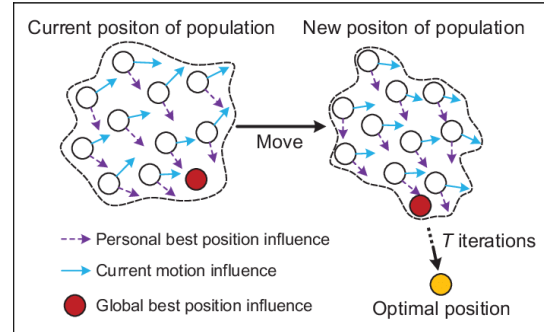 Current positon of population
New positon of population
Move
Personal best position influence
Current motion influence
Global best position influence
T iterations
Optimal position